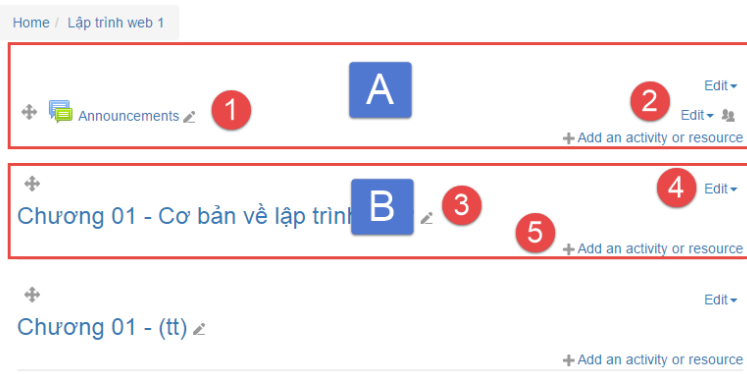 Home / Lập trình web 1
A
Edit
Announcements 1 2 Edit
Add an activity or resource
4 Edit
Chương 01 - Cơ bản về lập trình B 3
5 Add an activity or resource
Edit
Chương 01 - (tt)
Add an activity or resource